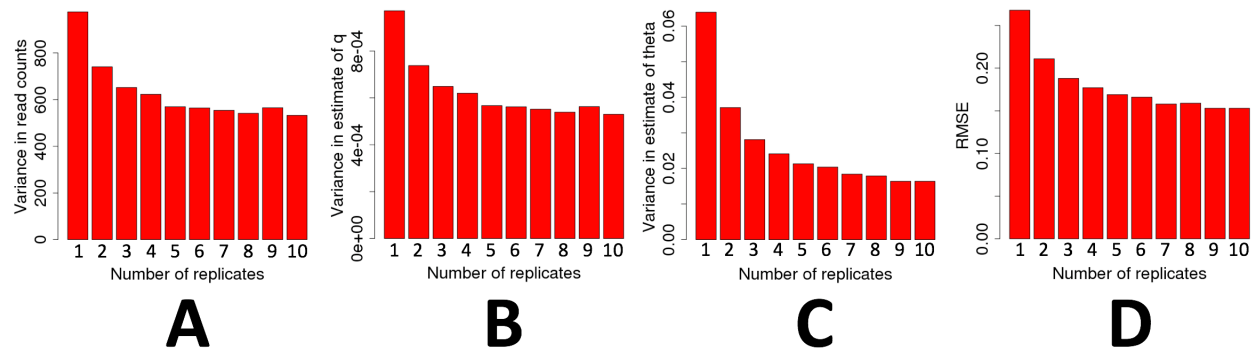 Variance in read counts
0 200 400 600 800
1 2 3 4 5 6 7 8 9 10
Number of replicates
A
Variance in estimate of q
0e+00 4e-04 8e-04
1 2 3 4 5 6 7 8 9 10
Number of replicates
B
Variance in estimate of theta
0.00 0.02 0.04 0.06
1 2 3 4 5 6 7 8 9 10
Number of replicates
C
RMSE
0.00 0.10 0.20
1 2 3 4 5 6 7 8 9 10
Number of replicates
D